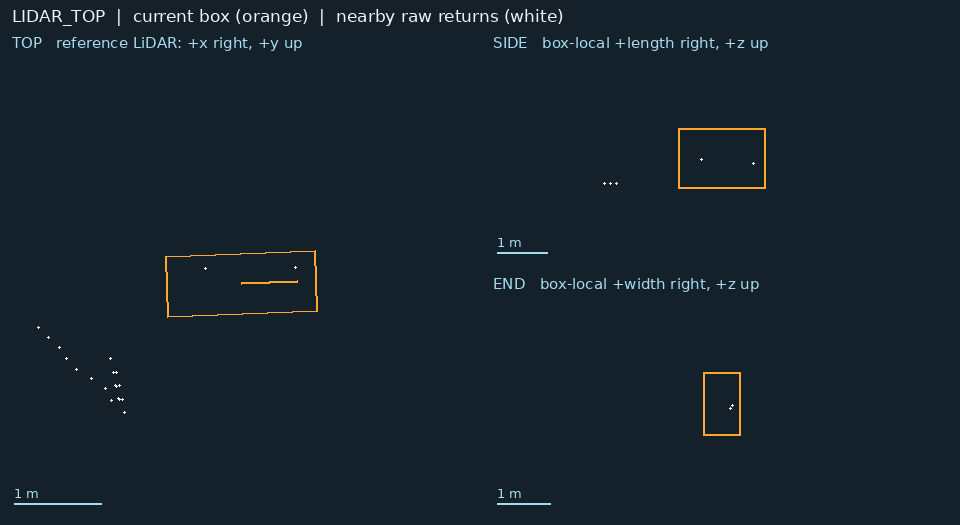 LIDAR_TOP | current box (orange) | nearby raw returns (white)
TOP reference LiDAR: +x right, +y up
SIDE box-local +length right, +z up
1 m
END box-local +width right, +z up
1 m
1 m